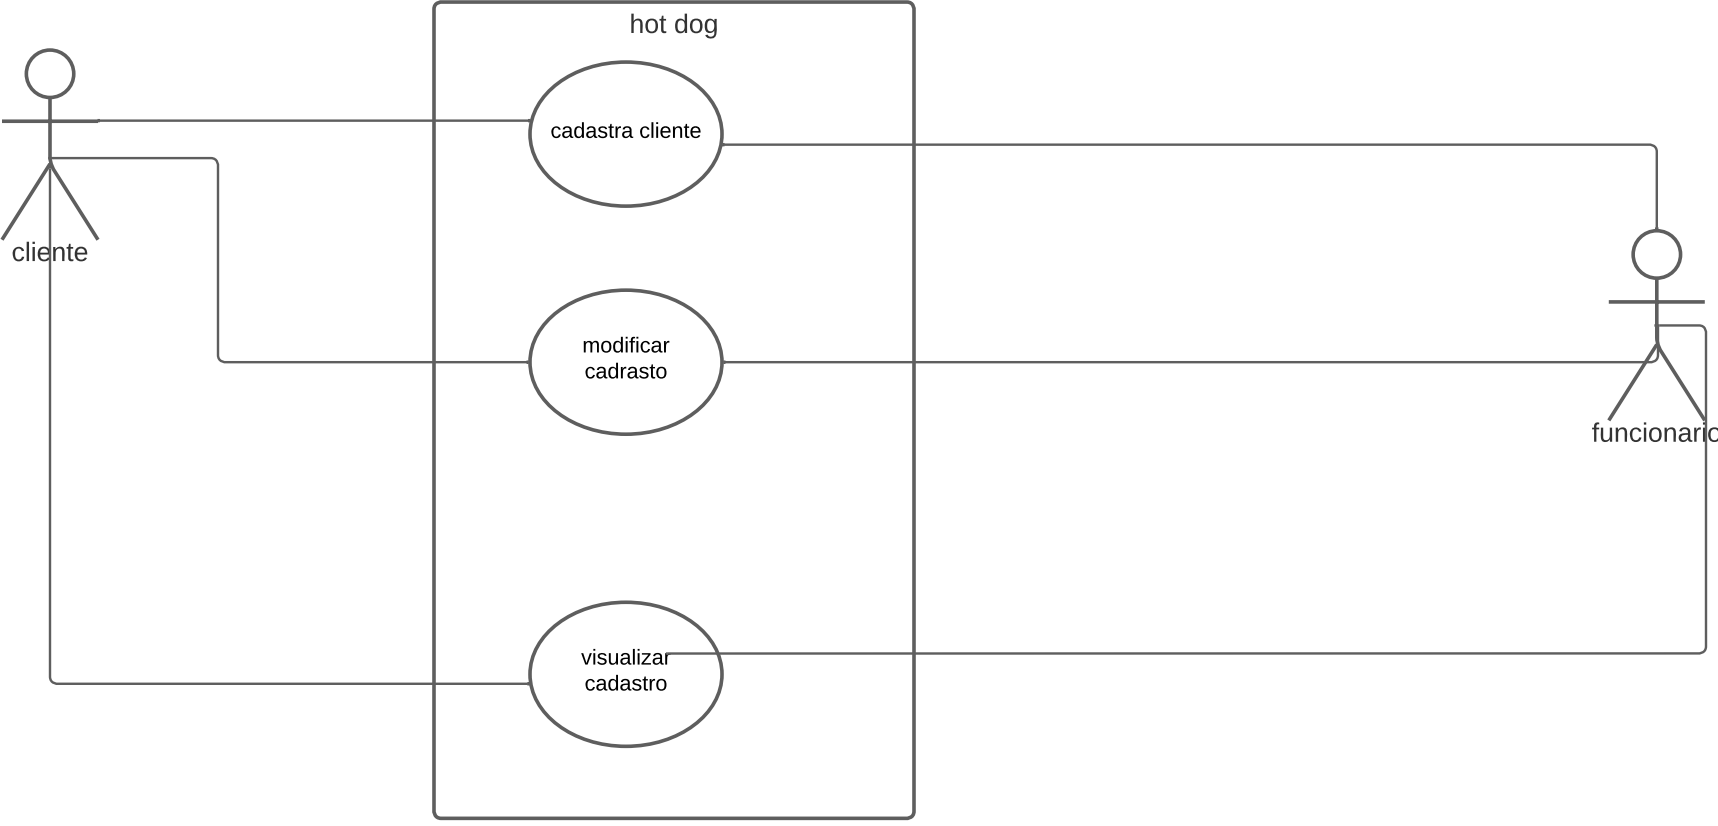 hot dog
cadastra cliente
cliente
modificar
cadrasto
funcionario
visualizar
cadastro